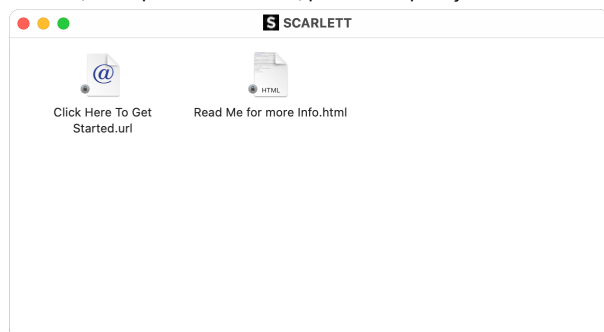 S SCARLETT
@
HTML
Click Here To Get
Started.url
Read Me for more Info.html